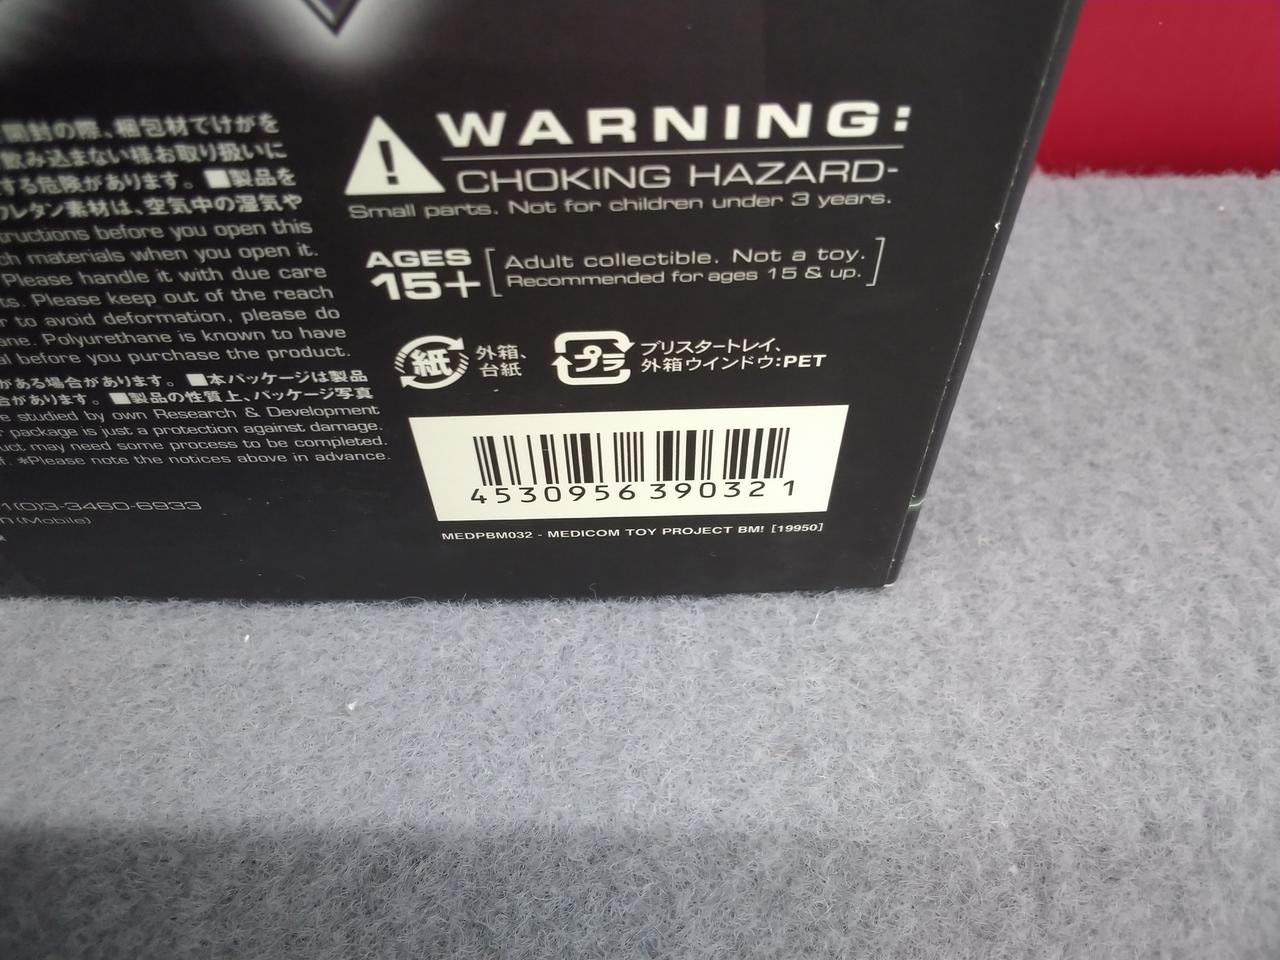 開封の際、梱包材でけがを
飲み込まない様お取り扱いに
する危険があります。■製品を
ウレタン素材は、空気中の湿気や
tructions before you open this
ch materials when you open it.
Please handle it with due care
ts. Please keep out of the reach
r to avoid deformation, please do
ane. Polyurethane is known to have
al before you purchase the product.
がある場合があります。■本パッケージは製品
合があります。■製品の性質上、パッケージ写真
e studied by own Research & Development
r package is just a protection against damage.
uct may need some process to be completed.
f. *Please note the notices above in advance.
1(0)3-3460-6933
n (Mobile)
WARNING:
CHOKING HAZARD-
Small parts. Not for children under 3 years.
AGES
15+
Adult collectible. Not a toy.
Recommended for ages 15 & up.
紙
外箱、
台紙
プラ
ブリスタートレイ、
外箱ウインドウ:PET
4530956390321
MEDPBM032 - MEDICOM TOY PROJECT BM! [19950]